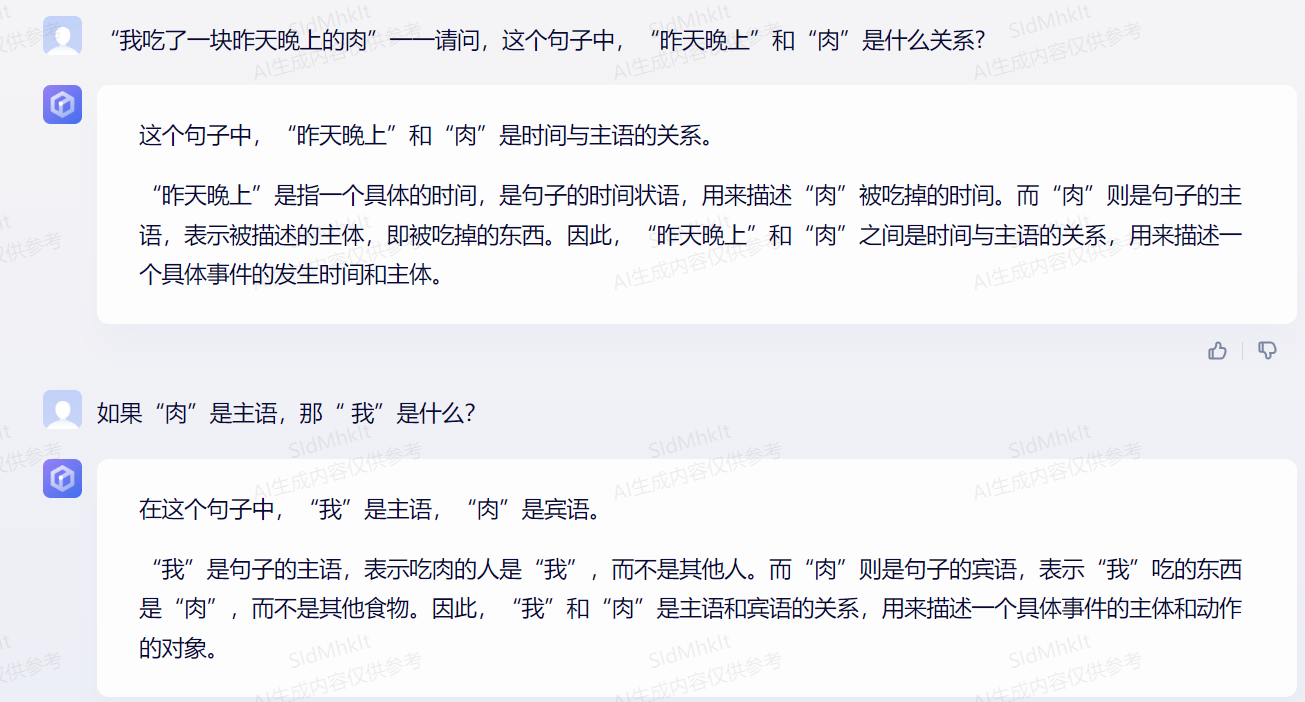 “我吃了一块昨天晚上的肉”一一请问，这个句子中，“昨天晚上”和“肉”是什么关系？
这个句子中，“昨天晚上”和“肉”是时间与主语的关系。
“昨天晚上”是指一个具体的时间，是句子的时间状语，用来描述“肉”被吃掉的时间。而“肉”则是句子的主
语，表示被描述的主体，即被吃掉的东西。因此，“昨天晚上”和“肉”之间是时间与主语的关系，用来描述一
个具体事件的发生时间和主体。
如果“肉”是主语，那“ 我”是什么？
在这个句子中，“我”是主语，“肉”是宾语。
“我”是句子的主语，表示吃肉的人是“我”，而不是其他人。而“肉”则是句子的宾语，表示“我”吃的东西
是“肉”，而不是其他食物。因此，“我”和“肉”是主语和宾语的关系，用来描述一个具体事件的主体和动作
的对象。
SIdMhkIt
AI生成内容仅供参考